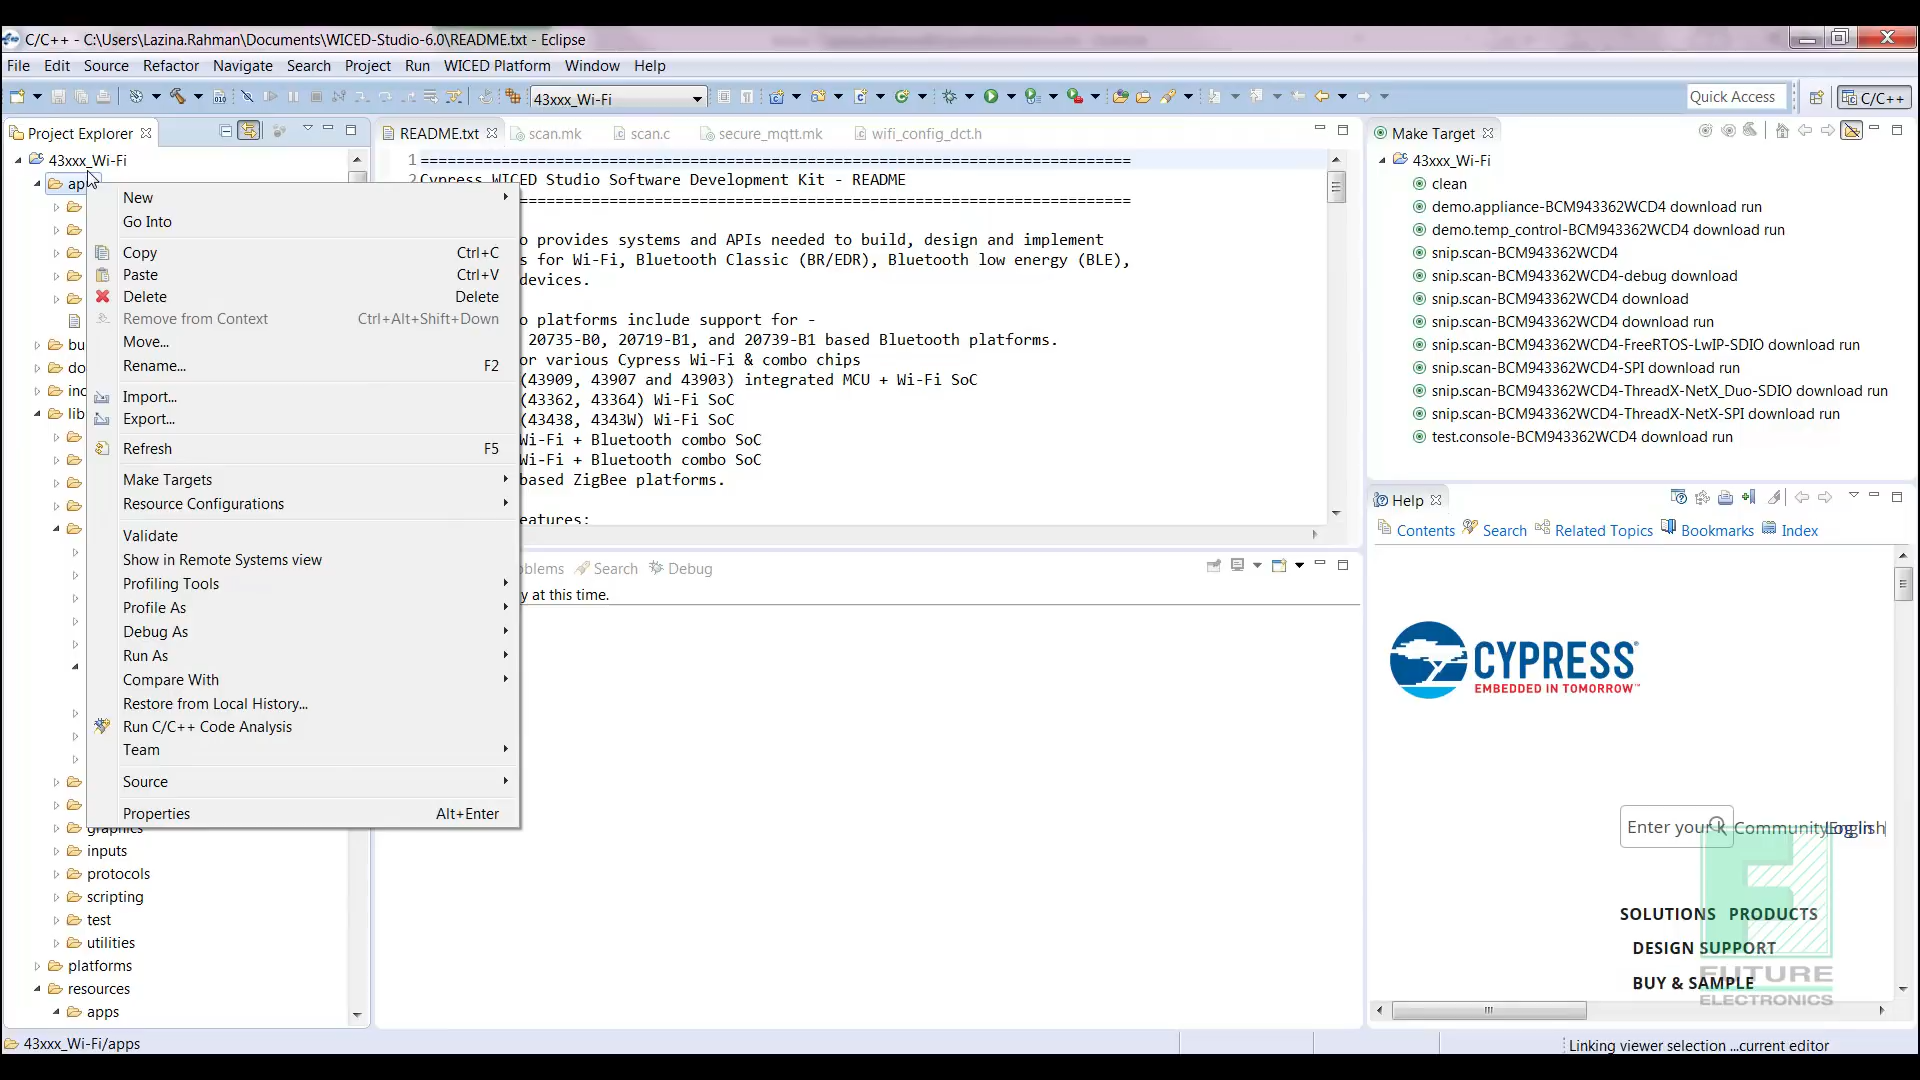 C/C++ - C:\Users\Lazina.Rahman\Documents\WICED-Studio-6.0\README.txt - Eclipse
File Edit Source Refactor Navigate Search Project Run WICED Platform Window Help
43xxx_Wi-Fi
Quick Access
C/C++
Project Explorer
43xxx_Wi-Fi
ap
bu
do
inc
lib
graphics
inputs
protocols
scripting
test
utilities
platforms
resources
apps
New
Go Into
Copy Ctrl+C
Paste Ctrl+V
Delete Delete
Remove from Context Ctrl+Alt+Shift+Down
Move...
Rename... F2
Import...
Export...
Refresh F5
Make Targets
Resource Configurations
Validate
Show in Remote Systems view
Profiling Tools
Profile As
Debug As
Run As
Compare With
Restore from Local History...
Run C/C++ Code Analysis
Team
Source
Properties Alt+Enter
README.txt scan.mk scan.c secure_mqtt.mk wifi_config_dct.h
1 ===============================================================================
Cypress WICED Studio Software Development Kit - README
o provides systems and APIs needed to build, design and implement
s for Wi-Fi, Bluetooth Classic (BR/EDR), Bluetooth low energy (BLE),
devices.
o platforms include support for -
20735-B0, 20719-B1, and 20739-B1 based Bluetooth platforms.
or various Cypress Wi-Fi & combo chips
(43909, 43907 and 43903) integrated MCU + Wi-Fi SoC
(43362, 43364) Wi-Fi SoC
(43438, 4343W) Wi-Fi SoC
Wi-Fi + Bluetooth combo SoC
Wi-Fi + Bluetooth combo SoC
based ZigBee platforms.
eatures:
oblems Search Debug
y at this time.
Make Target
43xxx_Wi-Fi
clean
demo.appliance-BCM943362WCD4 download run
demo.temp_control-BCM943362WCD4 download run
snip.scan-BCM943362WCD4
snip.scan-BCM943362WCD4-debug download
snip.scan-BCM943362WCD4 download
snip.scan-BCM943362WCD4 download run
snip.scan-BCM943362WCD4-FreeRTOS-LwIP-SDIO download run
snip.scan-BCM943362WCD4-SPI download run
snip.scan-BCM943362WCD4-ThreadX-NetX_Duo-SDIO download run
snip.scan-BCM943362WCD4-ThreadX-NetX-SPI download run
test.console-BCM943362WCD4 download run
Help
Contents Search Related Topics Bookmarks Index
CYPRESS
EMBEDDED IN TOMORROW™
Enter your k Community English
SOLUTIONS PRODUCTS
DESIGN SUPPORT
BUY & SAMPLE
FUTURE
ELECTRONICS
43xxx_Wi-Fi/apps
Linking viewer selection ...current editor